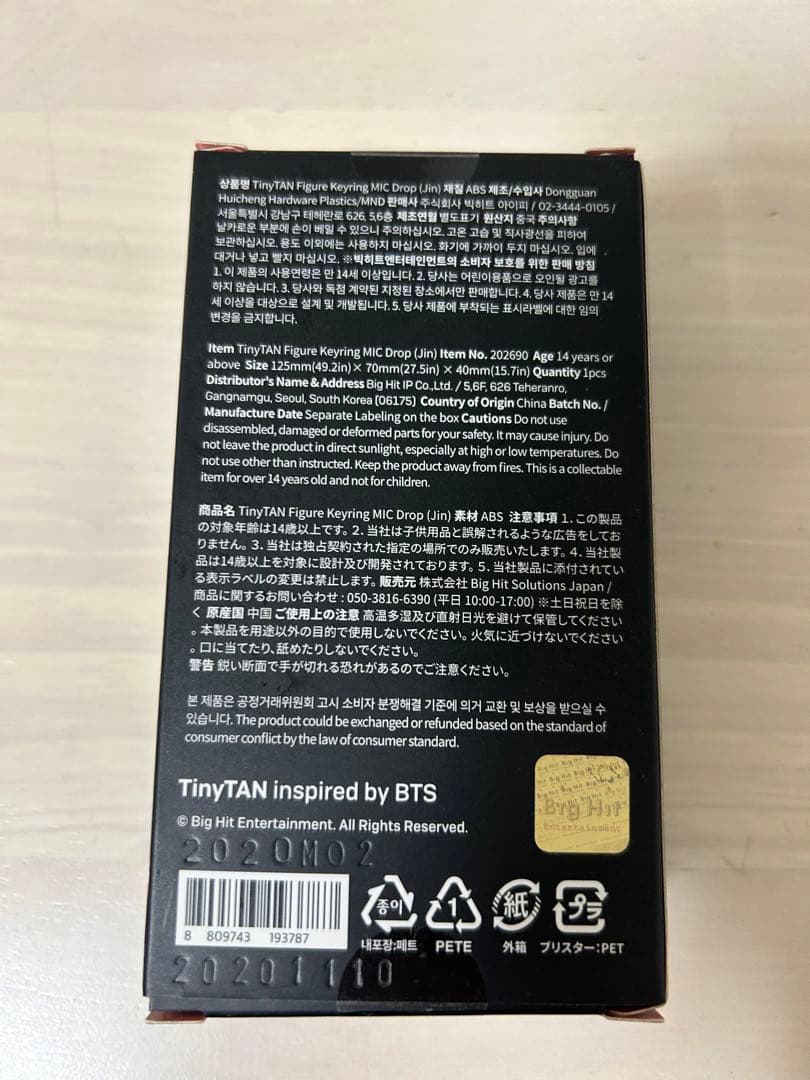 상품명 TinyTAN Figure Keyring MIC Drop (Jin) 재질 ABS 제조/수입사 Dongguan
Huicheng Hardware Plastics/MND 판매사 주식회사 빅히트 아이피 / 02-3444-0105 /
서울특별시 강남구 테헤란로 626, 5,6층 제조연월 별도표기 원산지 중국 주의사항
날카로운 부분에 손이 베일 수 있으니 주의하십시오. 고온 고습 및 직사광선을 피하여
보관하십시오. 용도 이외에는 사용하지 마십시오. 화기에 가까이 두지 마십시오. 입에
대거나 넣고 빨지 마십시오. ※빅히트엔터테인먼트의 소비자 보호를 위한 판매 방침
1. 이 제품의 사용연령은 만 14세 이상입니다. 2. 당사는 어린이용품으로 오인될 광고를
하지 않습니다. 3. 당사와 독점 계약된 지정된 장소에서만 판매합니다. 4. 당사 제품은 만 14
세 이상을 대상으로 설계 및 개발됩니다. 5. 당사 제품에 부착되는 표시라벨에 대한 임의
변경을 금지합니다.
Item TinyTAN Figure Keyring MIC Drop (Jin) Item No. 202690 Age 14 years or
above Size 125mm(49.2in)× 70mm(27.5in) × 40mm(15.7in) Quantity 1pcs
Distributor's Name & Address Big Hit IP Co.,Ltd. / 5,6F, 626 Teheranro,
Gangnamgu, Seoul, South Korea (06175) Country of Origin China Batch No. /
Manufacture Date Separate Labeling on the box Cautions Do not use
disassembled, damaged or deformed parts for your safety. It may cause injury. Do
not leave the product in direct sunlight, especially at high or low temperatures. Do
not use other than instructed. Keep the product away from fires. This is a collectable
item for over 14 years old and not for children.
商品名 TinyTAN Figure Keyring MIC Drop (Jin) 素材 ABS 注意事項 1. この製品
の対象年齢は14歳以上です。2. 当社は子供用品と誤解されるような広告をしてお
りません。3. 当社は独占契約された指定の場所でのみ販売いたします。4. 当社製
品は14歳以上を対象に設計及び開発されております。5. 当社製品に添付されてい
る表示ラベルの変更は禁止します。販売元 株式会社 Big Hit Solutions Japan /
商品に関するお問い合わせ : 050-3816-6390 (平日 10:00-17:00) ※土日祝日を除
く 原産国 中国 ご使用上の注意 高温多湿及び直射日光を避けて保管してください
。本製品を用途以外の目的で使用しないでください。火気に近づけないでください
。口に当てたり、舐めたりしないでください。
警告 鋭い断面で手が切れる恐れがあるのでご注意ください。
본 제품은 공정거래위원회 고시 소비자 분쟁해결 기준에 의거 교환 및 보상을 받으실 수
있습니다. The product could be exchanged or refunded based on the standard of
consumer conflict by the law of consumer standard.
TinyTAN inspired by BTS
© Big Hit Entertainment. All Rights Reserved.
Big Hit
Entertainment
2020M02
8 809743 193787
종이
내포장:페트
1
PETE
紙
外箱
プラ
ブリスター:PET
20201110